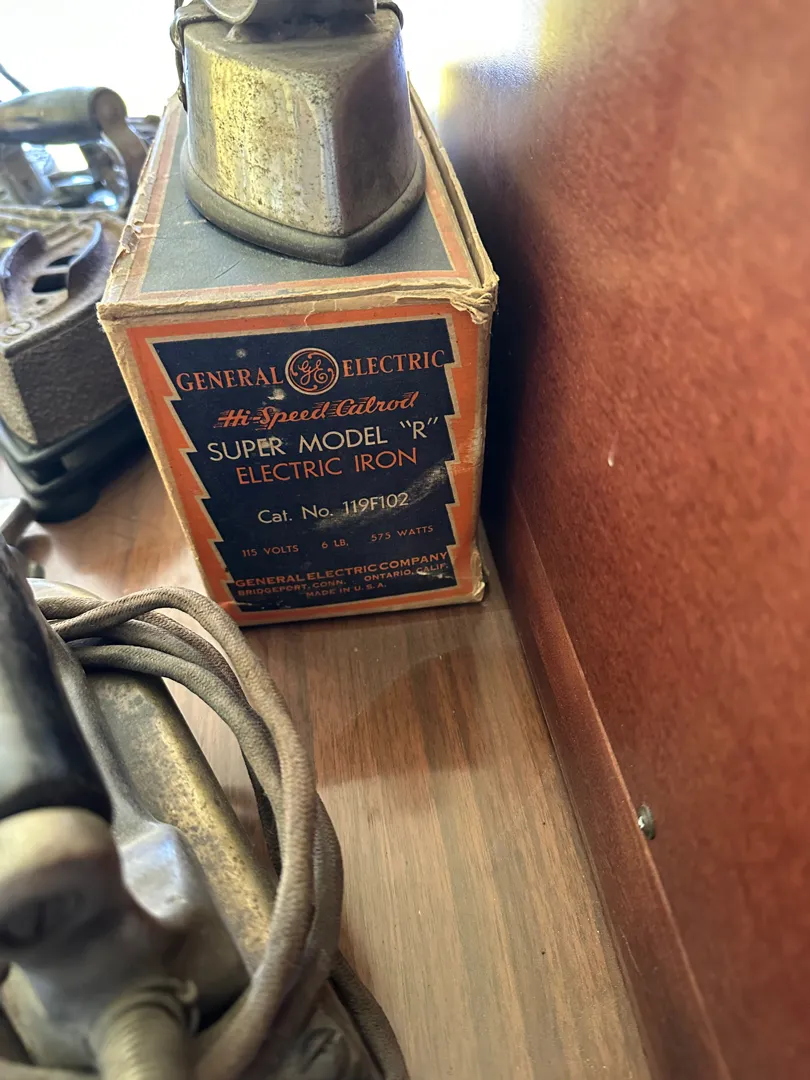 GENERAL GE ELECTRIC
Hi-Speed Calrod
SUPER MODEL "R"
ELECTRIC IRON
Cat. No. 119F102
115 VOLTS 6 LB. 575 WATTS
GENERAL ELECTRIC COMPANY
BRIDGEPORT, CONN. ONTARIO, CALIF.
MADE IN U.S.A.